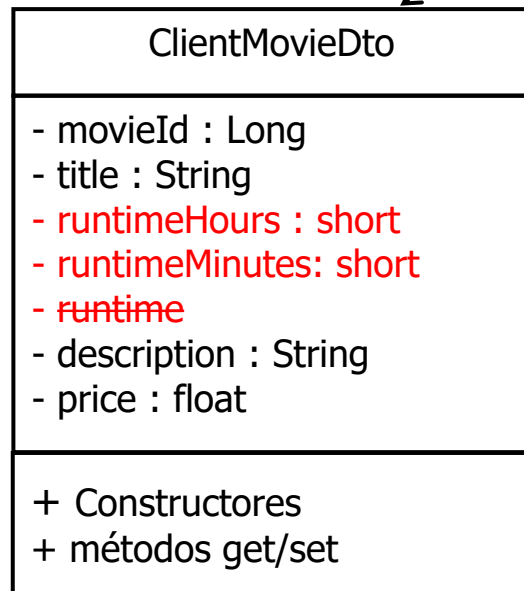 ClientMovieDto
- movieId : Long
- title : String
- runtimeHours : short
- runtimeMinutes: short
- runtime
- description : String
- price : float
+ Constructores
+ métodos get/set